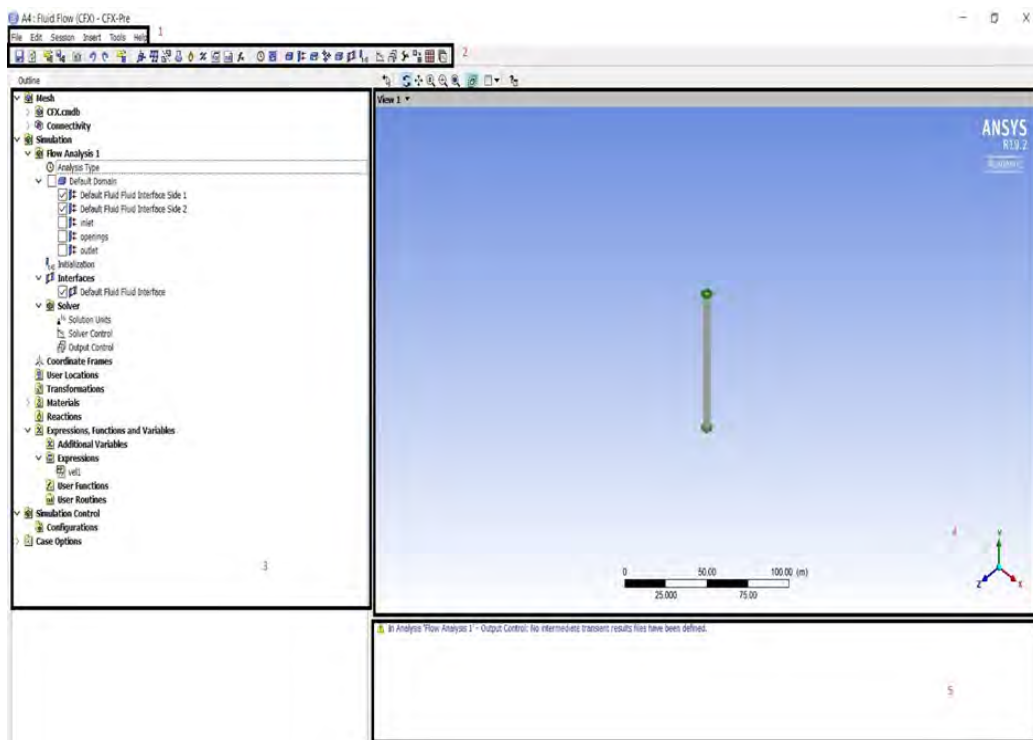 A4 : Fluid Flow (CFX) - CFX-Pre
File Edit Session Insert Tools Help
1
2
Outline
Mesh
CFX.cmdb
Connectivity
Simulation
Flow Analysis 1
Analysis Type
Default Domain
Default Fluid Fluid Interface Side 1
Default Fluid Fluid Interface Side 2
inlet
openings
outlet
Initialization
Interfaces
Default Fluid Fluid Interface
Solver
Solution Units
Solver Control
Output Control
Coordinate Frames
User Locations
Transformations
Materials
Reactions
Expressions, Functions and Variables
Additional Variables
Expressions
vel1
User Functions
User Routines
Simulation Control
Configurations
Case Options
3
View 1
ANSYS
R19.2
4
Y
Z X
0 50.00 100.00 (m)
25.000 75.00
In Analysis 'Flow Analysis 1' - Output Control: No intermediate transient results files have been defined.
5